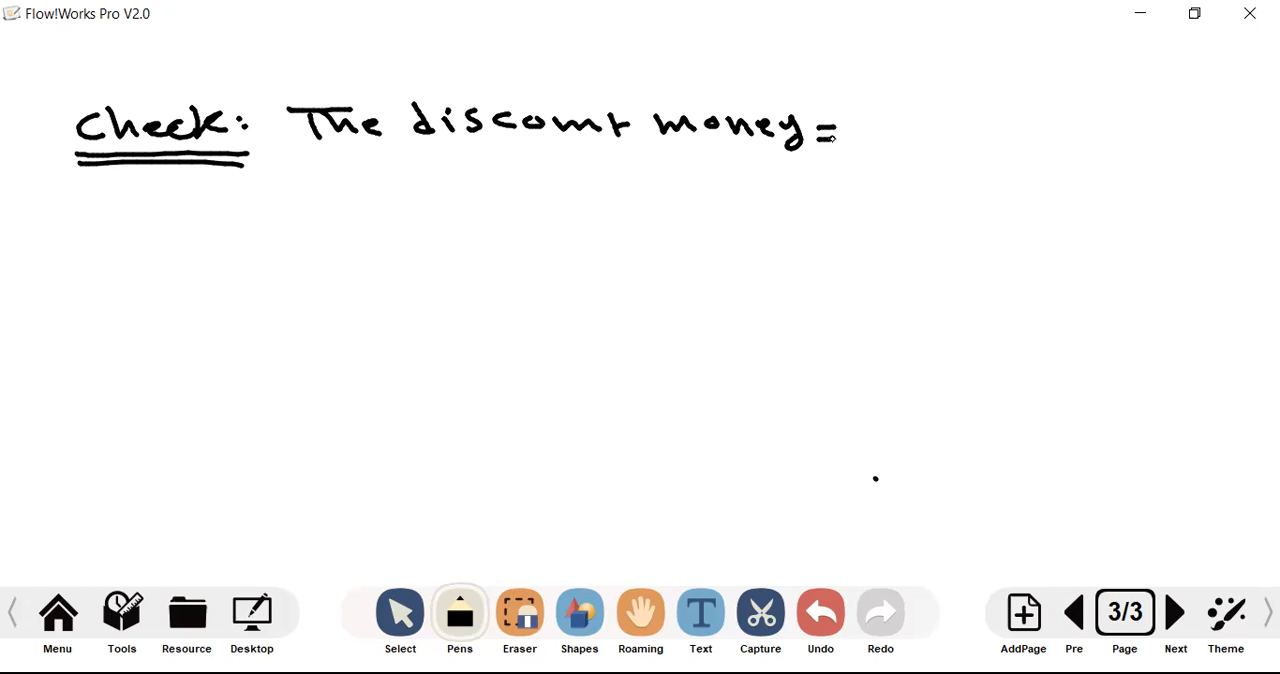 Flow!Works Pro V2.0
Check: The discount money =
3/3
Menu Tools Resource Desktop Select Pens Eraser Shapes Roaming Text Capture Undo Redo AddPage Pre Page Next Theme